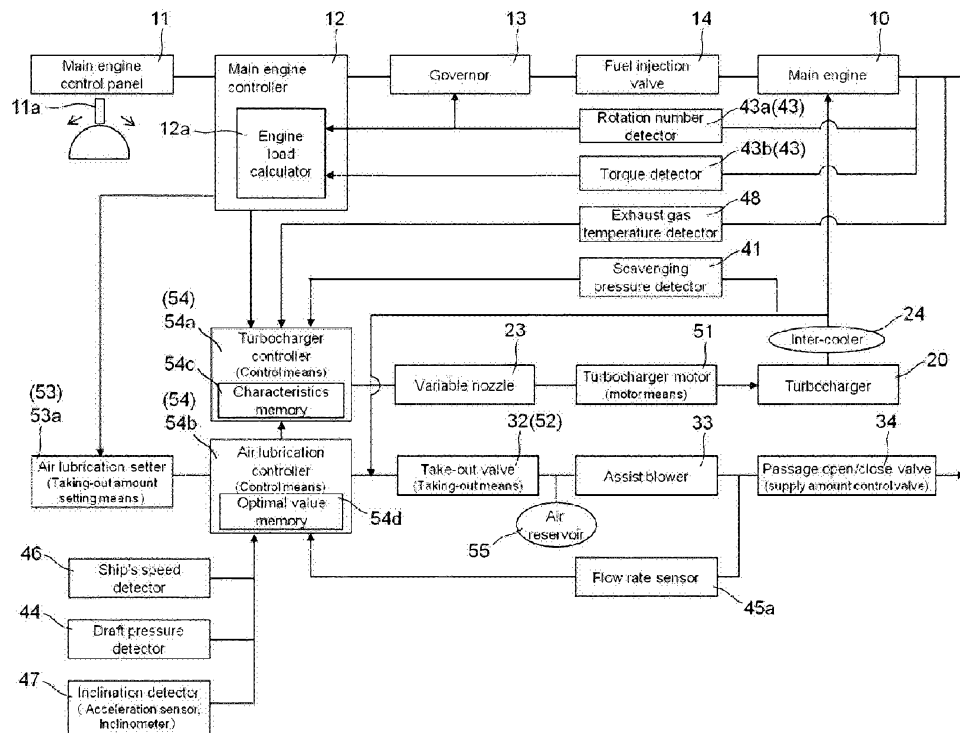 11
12
13
14
10
Main engine
control panel
Main engine
controller
Governor
Fuel injection
valve
Main engine
11a
12a
Engine
load
calculator
43a(43)
Rotation number
detector
43b(43)
Torque detector
48
Exhaust gas
temperature detector
41
Scavenging
pressure detector
(54)
54a
Turbocharger
controller
(Control means)
54c
Characteristics
memory
23
Variable nozzle
51
Turbocharger motor
(motor means)
24
Inter-cooler
20
Turbocharger
(53)
53a
Air lubrication setter
(Taking-out amount
setting means)
(54)
54b
Air lubrication
controller
(Control means)
Optimal value
memory
54d
32(52)
Take-out valve
(Taking-out means)
33
Assist blower
34
Passage open/close valve
(supply amount control valve)
Air
reservoir
55
Flow rate sensor
45a
46
Ship's speed
detector
44
Draft pressure
detector
47
Inclination detector
(Acceleration sensor,
Inclinometer)